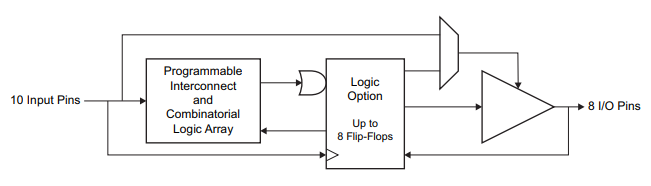 Programmable
Interconnect
and
Combinatorial
Logic Array
10 Input Pins
Logic
Option
Up to
8 Flip-Flops
8 I/O Pins